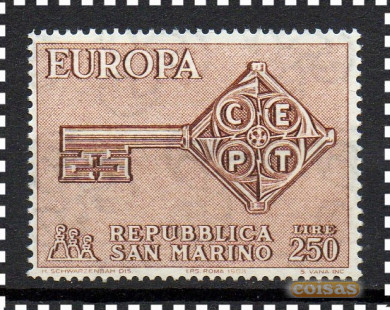 EUROPA
C E
P T
REPUBBLICA LIRE
SAN MARINO 250
H. SCHWARZENBACH DIS. I.P.S. ROMA 1968 S. VANA INC.
coisas